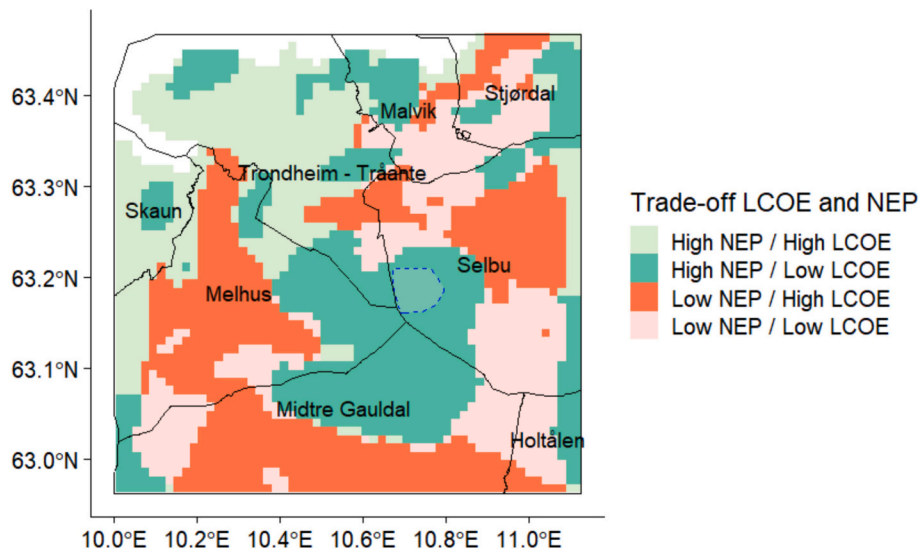 63.4°N
63.3°N
63.2°N
63.1°N
63.0°N
10.0°E 10.2°E 10.4°E 10.6°E 10.8°E 11.0°E
Stjørdal
Malvik
Trondheim - Tråante
Skaun
Selbu
Melhus
Midtre Gauldal
Holtålen
Trade-off LCOE and NEP
High NEP / High LCOE
High NEP / Low LCOE
Low NEP / High LCOE
Low NEP / Low LCOE